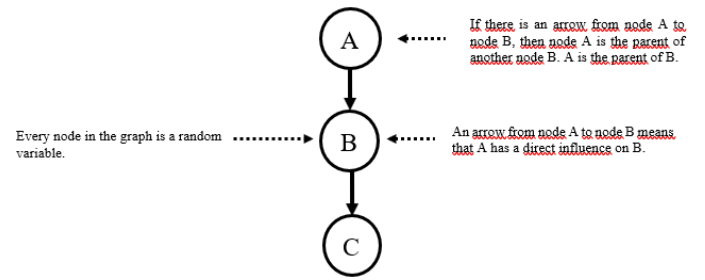 A
If there is an arrow from node A to
node B, then node A is the parent of
another node B. A is the parent of B.
Every node in the graph is a random
variable.
B
An arrow from node A to node B means
that A has a direct influence on B.
C